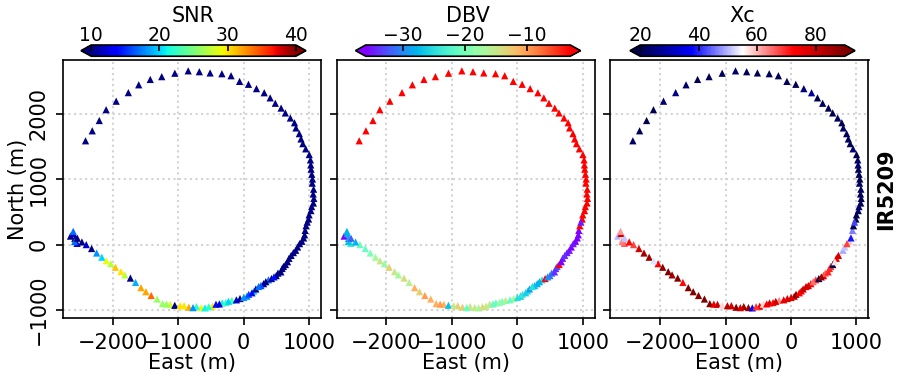 SNR DBV Xc
10 20 30 40 −30 −20 −10 20 40 60 80
North (m)
2000
1000
0
−1000
−2000 −1000 0 1000 −2000 −1000 0 1000 −2000 −1000 0 1000
East (m) East (m) East (m)
IR5209